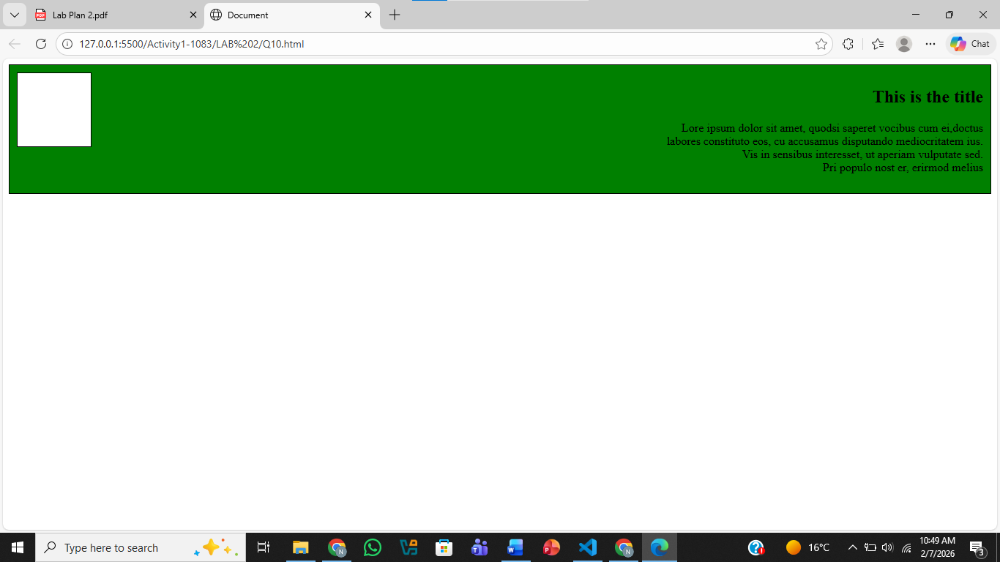 Lab Plan 2.pdf
Document
127.0.0.1:5500/Activity1-1083/LAB%202/Q10.html
Chat
This is the title
Lore ipsum dolor sit amet, quodsi saperet vocibus cum ei,doctus
labores constituto eos, cu accusamus disputando mediocritatem ius.
Vis in sensibus interesset, ut aperiam vulputate sed.
Pri populo nost er, erirmod melius
Type here to search
16°C
10:49 AM
2/7/2026
3